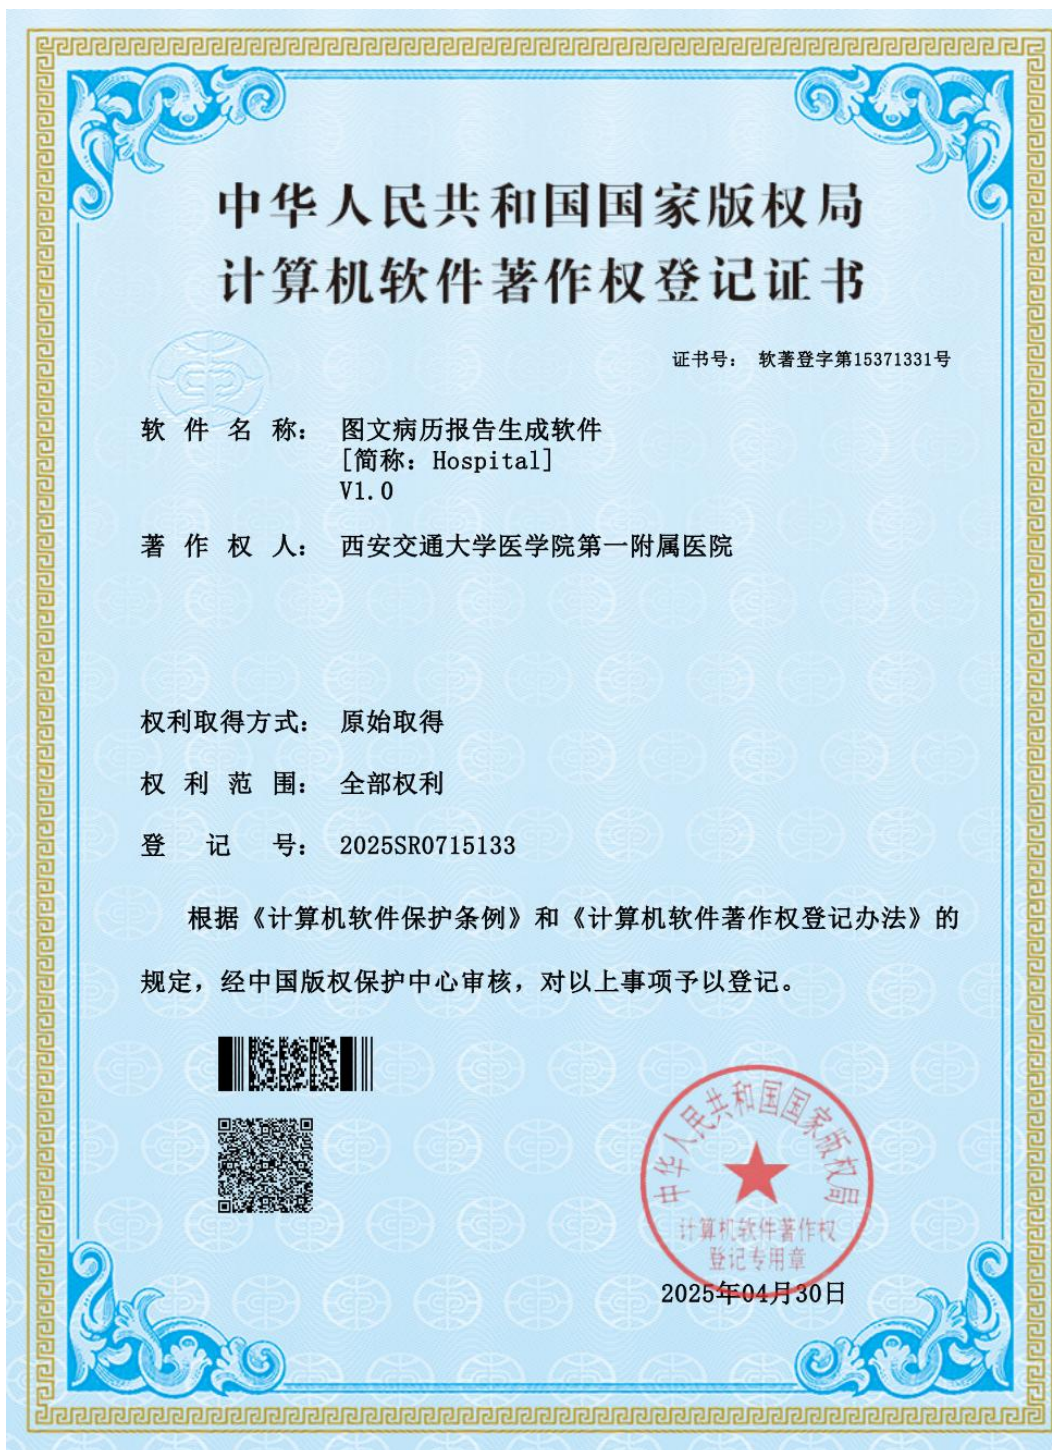 中华人民共和国国家版权局
计算机软件著作权登记证书
证书号： 软著登字第15371331号
软件名称： 图文病历报告生成软件
[简称：Hospital]
V1.0
著作权人： 西安交通大学医学院第一附属医院
权利取得方式： 原始取得
权利范围： 全部权利
登记号： 2025SR0715133
根据《计算机软件保护条例》和《计算机软件著作权登记办法》的
规定，经中国版权保护中心审核，对以上事项予以登记。
中华人民共和国国家版权局
计算机软件著作权
登记专用章
2025年04月30日